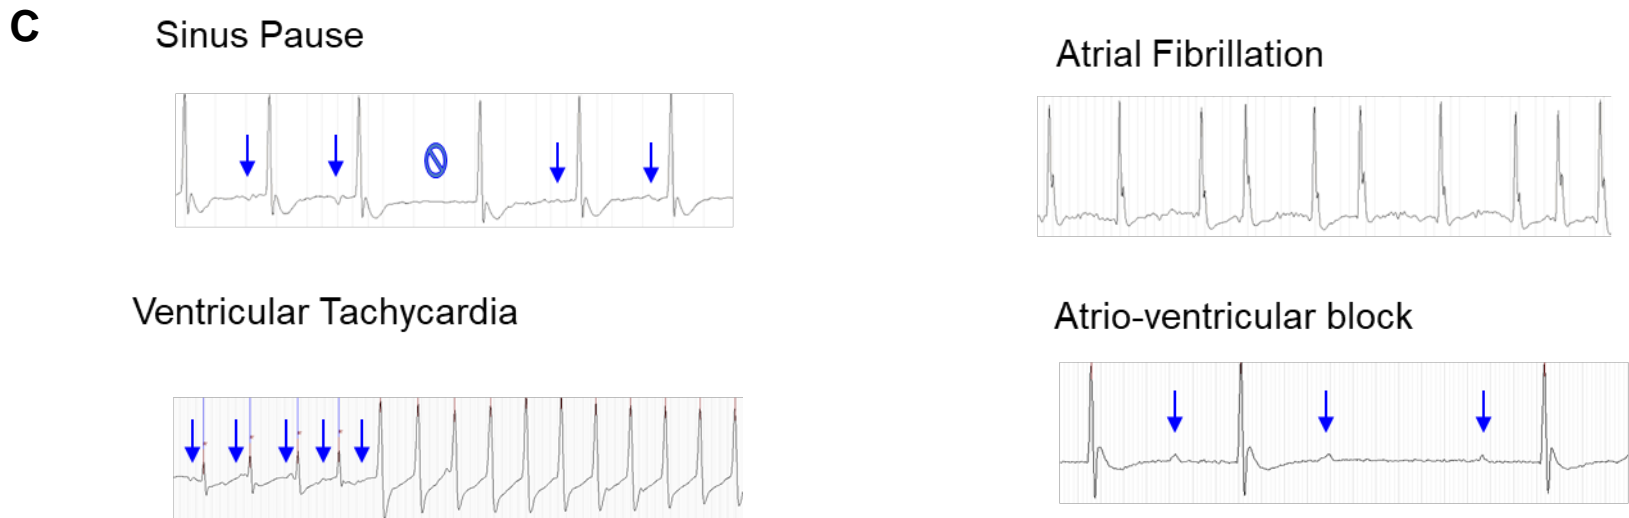 C
Sinus Pause
Atrial Fibrillation
Ventricular Tachycardia
Atrio-ventricular block